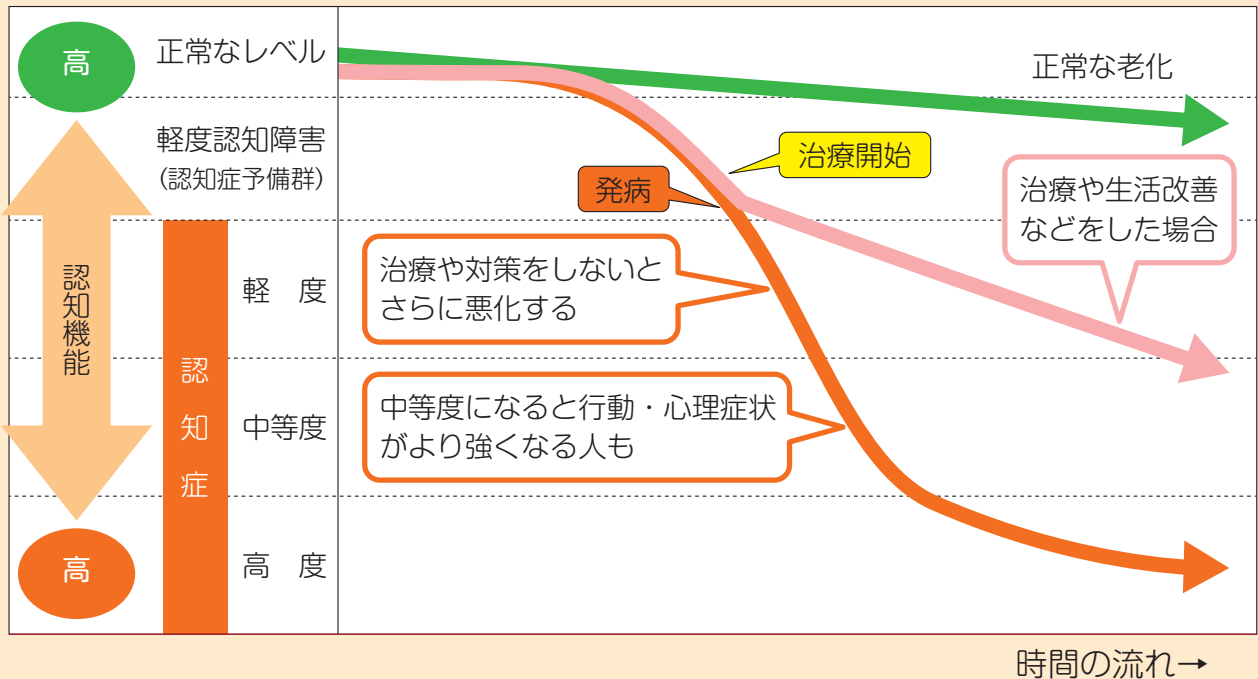 高
正常なレベル
正常な老化
軽度認知障害
(認知症予備群)
治療開始
発病
治療や生活改善
などをした場合
認知機能
認知症
軽 度
治療や対策をしないと
さらに悪化する
中等度
中等度になると行動・心理症状
がより強くなる人も
高
高 度
時間の流れ→